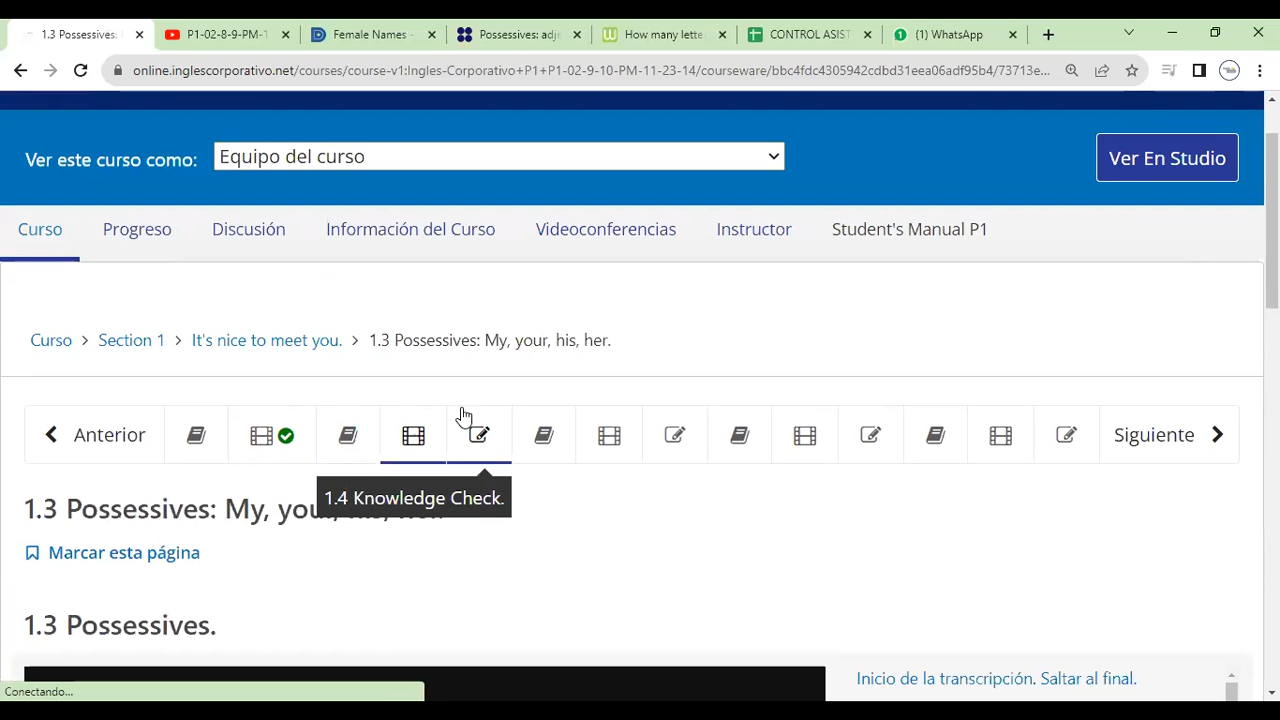 1.3 Possessives:
P1-02-8-9-PM-1
Female Names -
Possessives: adj
How many lette
CONTROL ASIST
(1) WhatsApp
online.inglescorporativo.net/courses/course-v1:Ingles-Corporativo+P1+P1-02-9-10-PM-11-23-14/courseware/bbc4fdc4305942cdbd31eea06adf95b4/73713e...
Ver este curso como:
Equipo del curso
Ver En Studio
Curso
Progreso
Discusión
Información del Curso
Videoconferencias
Instructor
Student's Manual P1
Curso > Section 1 > It's nice to meet you. > 1.3 Possessives: My, your, his, her.
Anterior
Siguiente
1.4 Knowledge Check.
1.3 Possessives: My, your, his, her.
Marcar esta página
1.3 Possessives.
Inicio de la transcripción. Saltar al final.
Conectando...